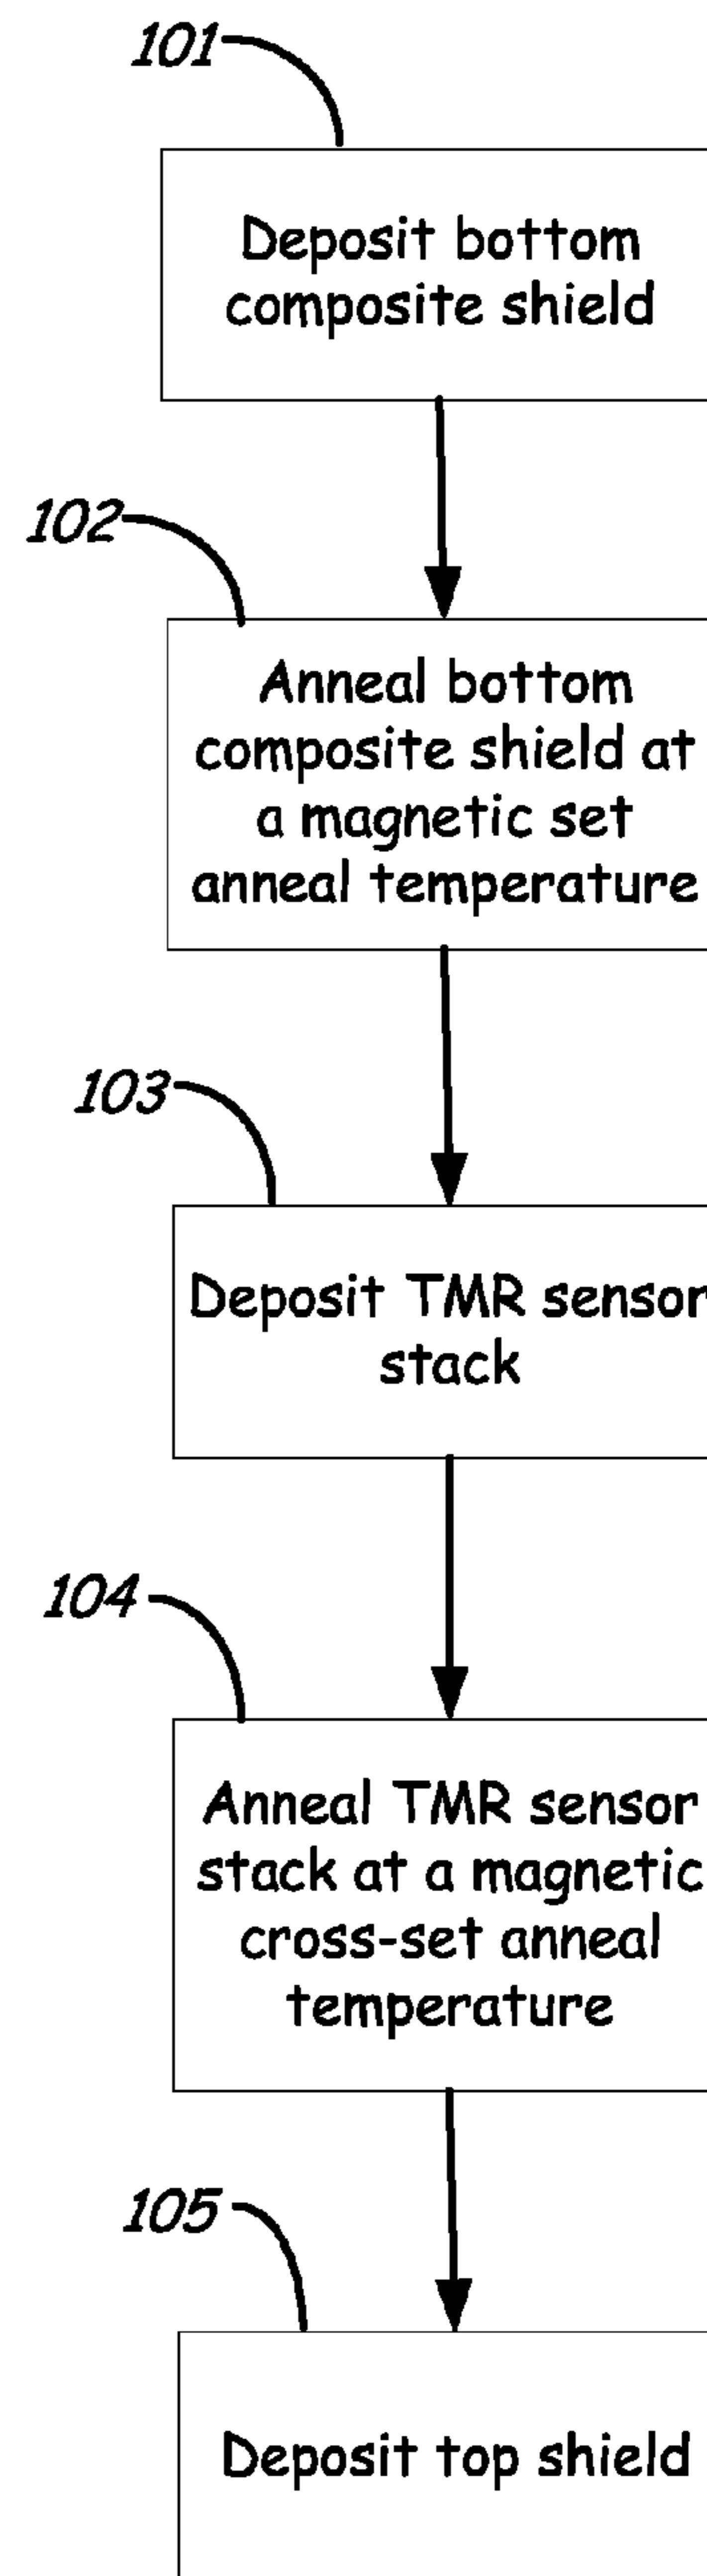 101
Deposit bottom
composite shield
102
Anneal bottom
composite shield at
a magnetic set
anneal temperature
103
Deposit TMR sensor
stack
104
Anneal TMR sensor
stack at a magnetic
cross-set anneal
temperature
105
Deposit top shield